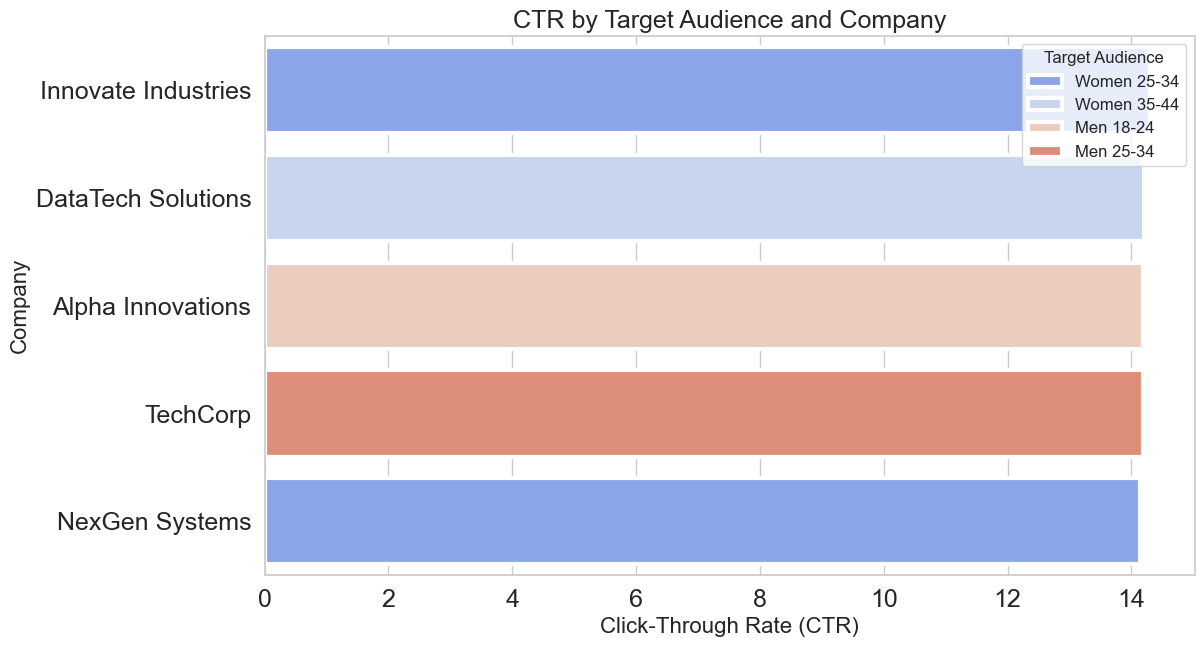 CTR by Target Audience and Company
Target Audience
Women 25-34
Women 35-44
Men 18-24
Men 25-34
Company
Innovate Industries
DataTech Solutions
Alpha Innovations
TechCorp
NexGen Systems
0 2 4 6 8 10 12 14
Click-Through Rate (CTR)